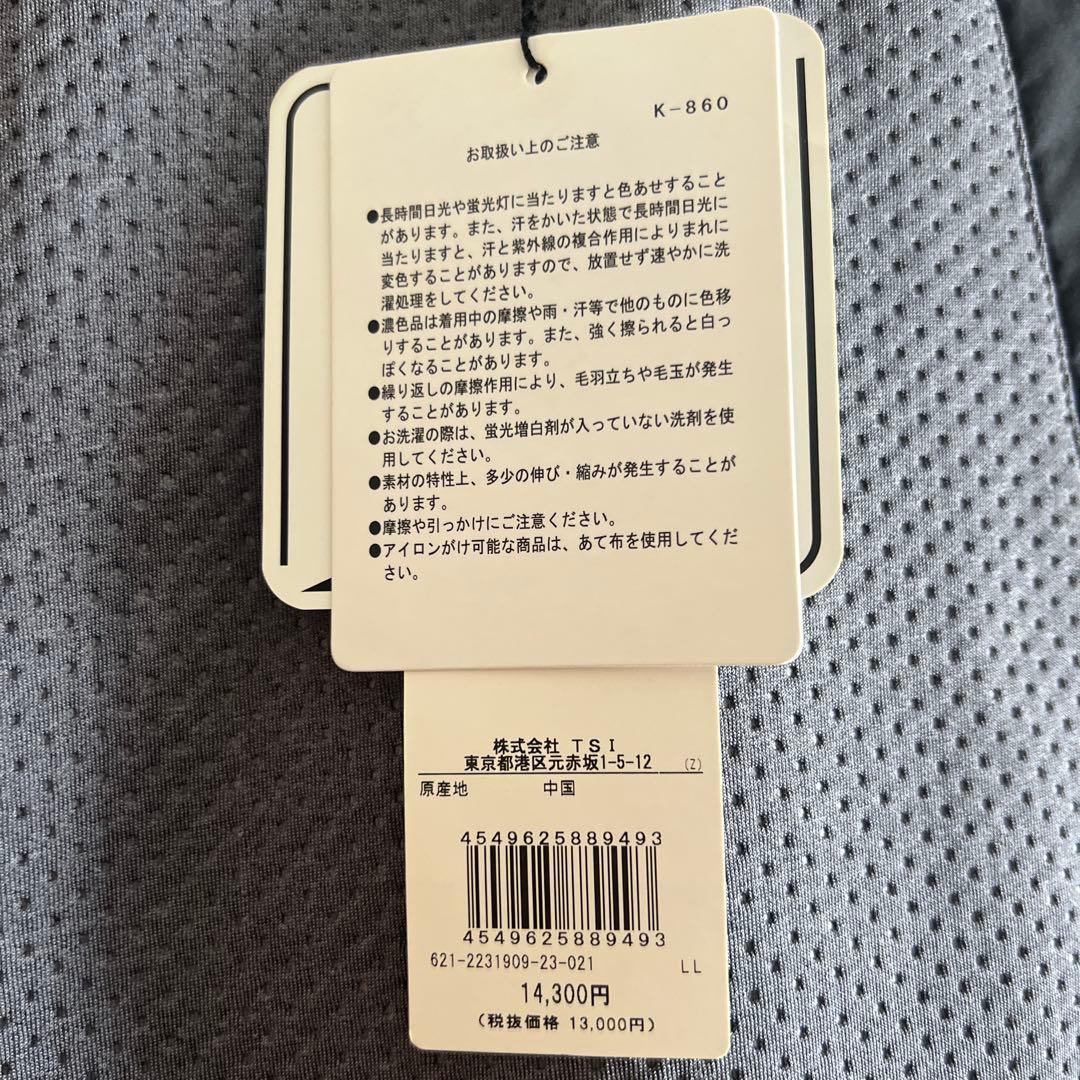 K-860
お取扱い上のご注意
●長時間日光や蛍光灯に当たりますと色あせすること
があります。また、汗をかいた状態で長時間日光に
当たりますと、汗と紫外線の複合作用によりまれに
変色することがありますので、放置せず速やかに洗
濯処理をしてください。
●濃色品は着用中の摩擦や雨・汗等で他のものに色移
りすることがあります。また、強く擦られると白っ
ぽくなることがあります。
●繰り返しの摩擦作用により、毛羽立ちや毛玉が発生
することがあります。
●お洗濯の際は、蛍光増白剤が入っていない洗剤を使
用してください。
●素材の特性上、多少の伸び・縮みが発生することが
あります。
●摩擦や引っかけにご注意ください。
●アイロンがけ可能な商品は、あて布を使用してくだ
さい。
株式会社 TSI
東京都港区元赤坂1-5-12 (Z)
原産地 中国
4549625889493
4549625889493
621-2231909-23-021 LL
14,300円
(税抜価格 13,000円)